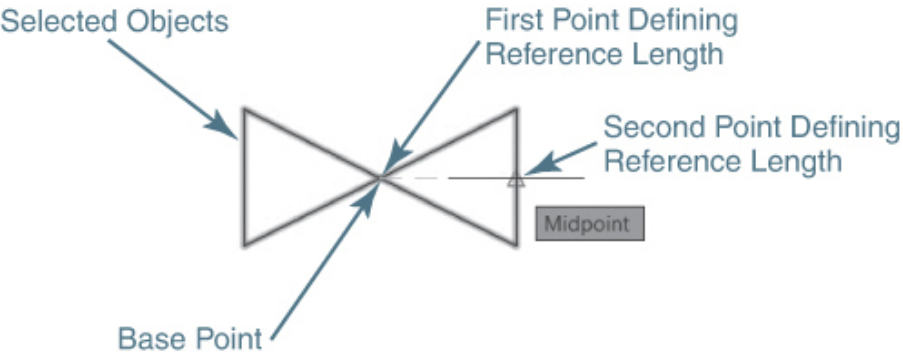 Selected Objects
First Point Defining
Reference Length
Second Point Defining
Reference Length
Midpoint
Base Point